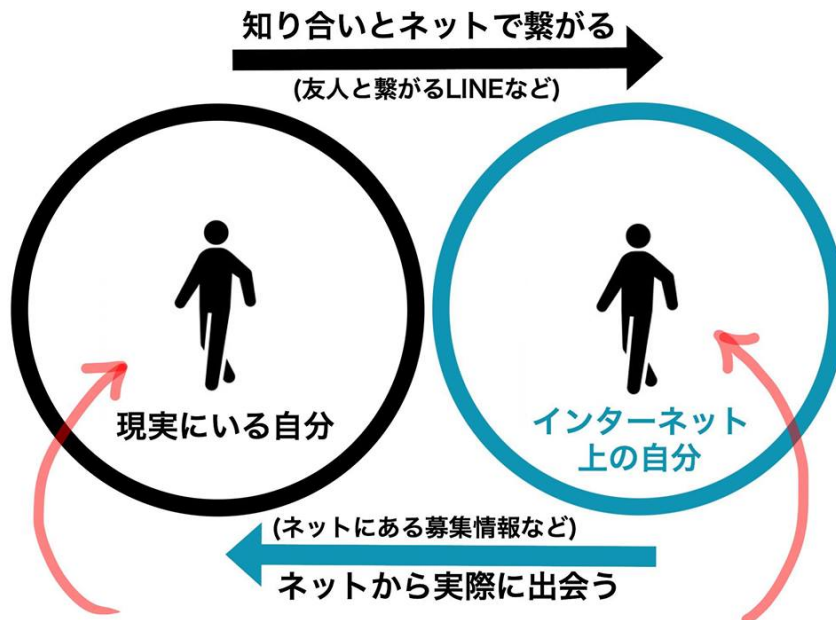 知り合いとネットで繋がる
(友人と繋がるLINEなど)
現実にいる自分
インターネット
上の自分
(ネットにある募集情報など)
ネットから実際に出会う